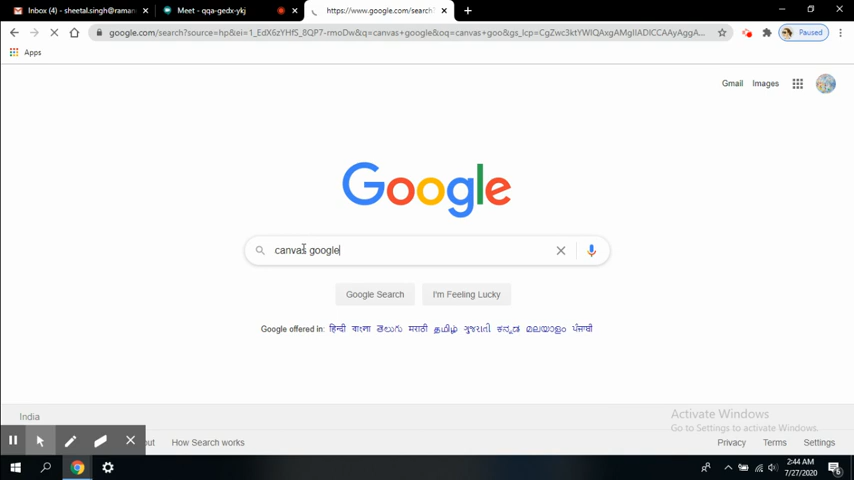 Inbox (4) - sheetal.singh@raman
Meet - qqa-gedx-ykj
https://www.google.com/search?
google.com/search?source=hp&ei=1_EdX6zYHfS_8QP7-rmoDw&q=canvas+google&oq=canvas+goo&gs_lcp=CgZwc3ktYWIQAxgAMgIIADICCAAyAggA...
Paused
Apps
Gmail Images
Google
canvas google
Google Search I'm Feeling Lucky
Google offered in: हिन्दी বাংলা తెలుగు मराठी தமிழ் ગુજરાતી ಕನ್ನಡ മലയാളം ਪੰਜਾਬੀ
Activate Windows
India
Go to Settings to activate Windows.
out How Search works Privacy Terms Settings
2:44 AM
7/27/2020